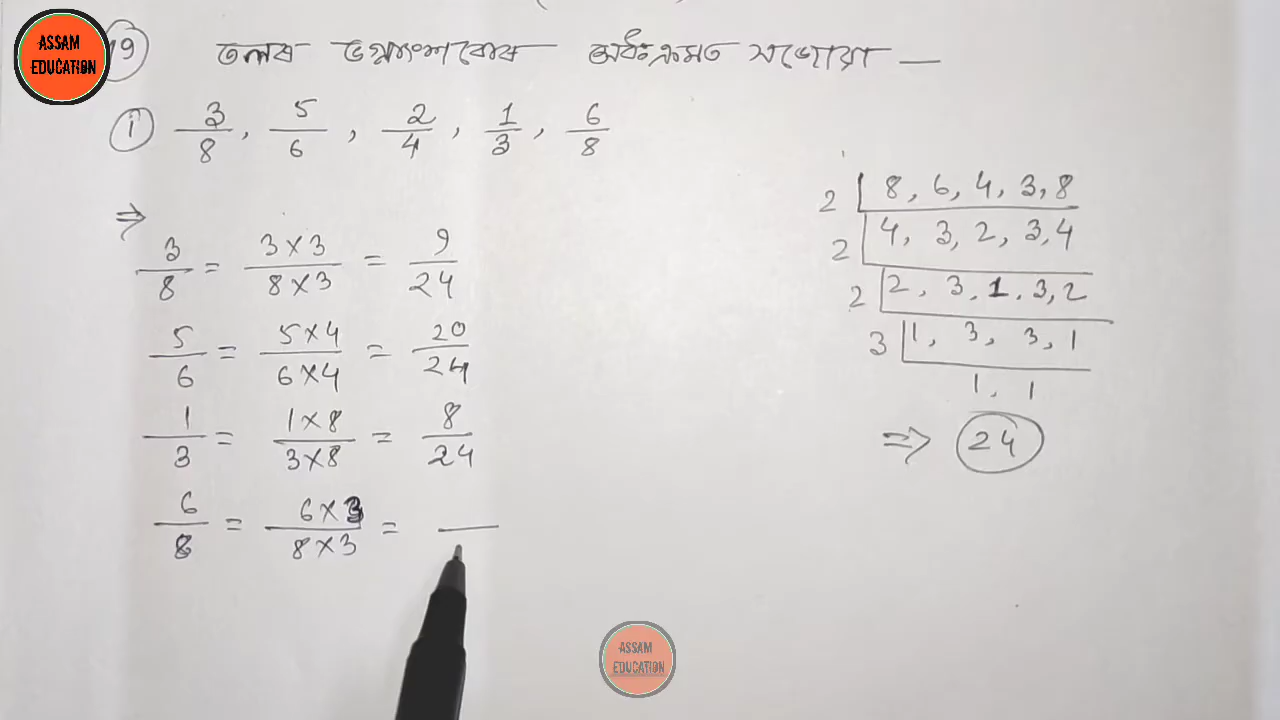 ASSAM
EDUCATION
19 তলৰ ভগ্নাংশবোৰ অধঃক্ৰমত সজোৱা —
i 3/8, 5/6, 2/4, 1/3, 6/8
2 | 8, 6, 4, 3, 8
2 | 4, 3, 2, 3, 4
2 | 2, 3, 1, 3, 2
3 | 1, 3, 3, 1
1, 1
⇒ 24
⇒
3/8 = 3×3/8×3 = 9/24
5/6 = 5×4/6×4 = 20/24
1/3 = 1×8/3×8 = 8/24
6/8 = 6×3/8×3 =
ASSAM
EDUCATION